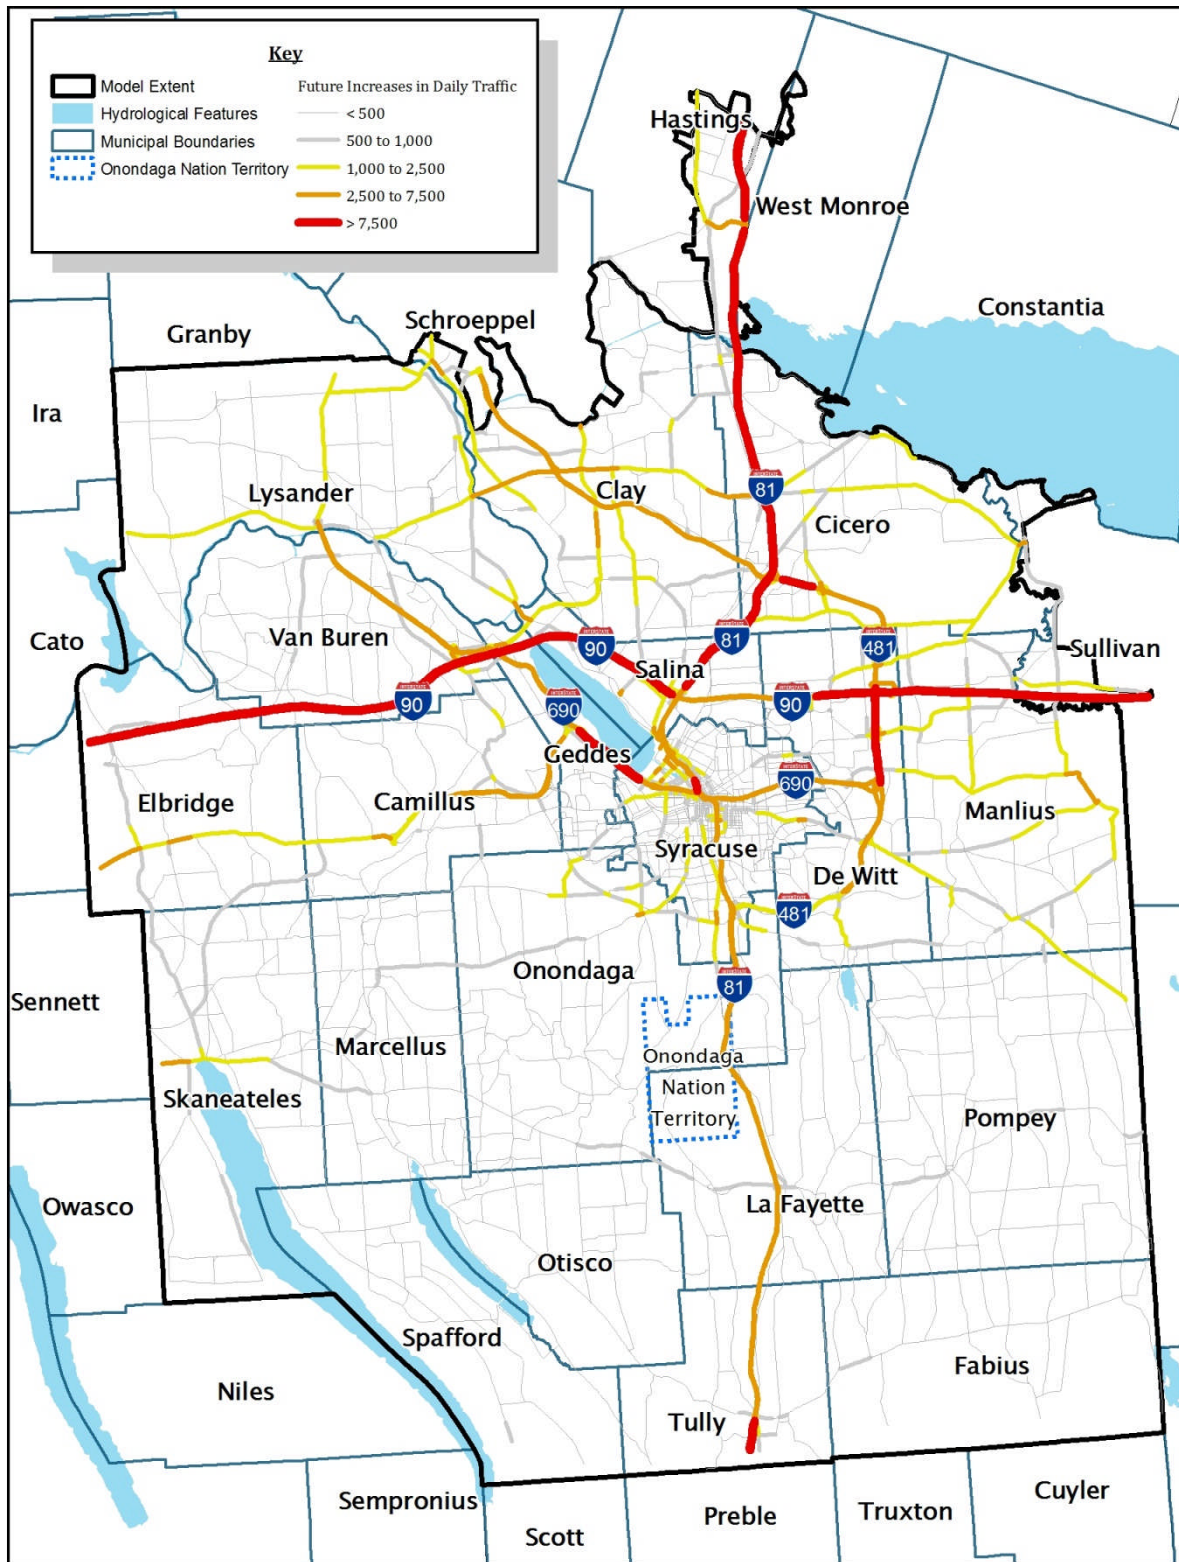 Key
Model Extent
Hydrological Features
Municipal Boundaries
Onondaga Nation Territory
Future Increases in Daily Traffic
< 500
500 to 1,000
1,000 to 2,500
2,500 to 7,500
> 7,500
Hastings
West Monroe
Constantia
Schroeppel
Granby
Ira
Lysander
Clay
81
Cicero
Cato
Van Buren
90
Salina
81
481
Sullivan
90
690
90
Geddes
690
Elbridge
Camillus
Manlius
Syracuse
De Witt
481
Onondaga
81
Sennett
Marcellus
Onondaga
Nation
Territory
Skaneateles
Pompey
Owasco
La Fayette
Otisco
Spafford
Fabius
Niles
Tully
Sempronius
Scott
Preble
Truxton
Cuyler